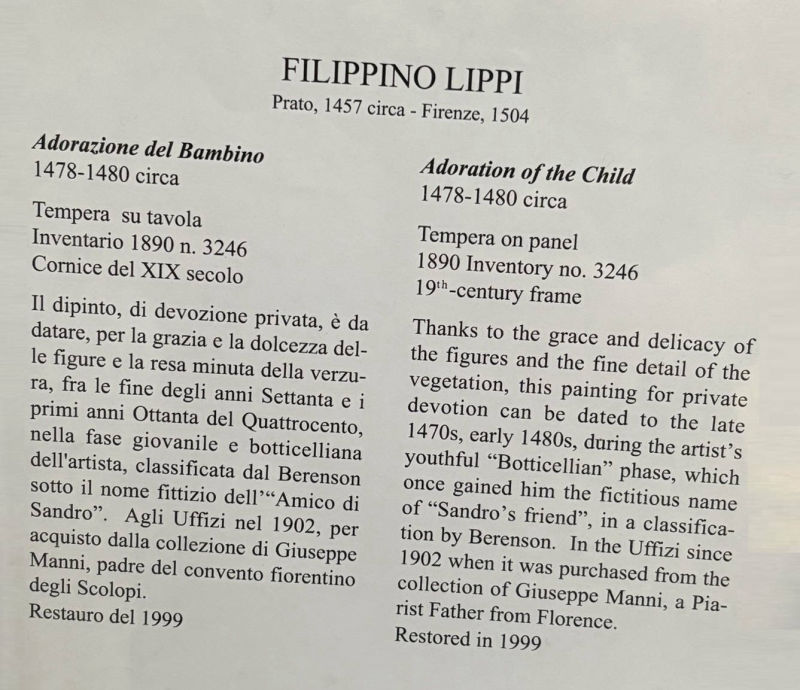 FILIPPINO LIPPI
Prato, 1457 circa - Firenze, 1504
Adorazione del Bambino
1478-1480 circa
Tempera su tavola
Inventario 1890 n. 3246
Cornice del XIX secolo
Il dipinto, di devozione privata, è da
datare, per la grazia e la dolcezza del-
le figure e la resa minuta della verzu-
ra, fra le fine degli anni Settanta e i
primi anni Ottanta del Quattrocento,
nella fase giovanile e botticelliana
dell'artista, classificata dal Berenson
sotto il nome fittizio dell'“Amico di
Sandro”. Agli Uffizi nel 1902, per
acquisto dalla collezione di Giuseppe
Manni, padre del convento fiorentino
degli Scolopi.
Restauro del 1999
Adoration of the Child
1478-1480 circa
Tempera on panel
1890 Inventory no. 3246
19th-century frame
Thanks to the grace and delicacy of
the figures and the fine detail of the
vegetation, this painting for private
devotion can be dated to the late
1470s, early 1480s, during the artist’s
youthful “Botticellian” phase, which
once gained him the fictitious name
of “Sandro’s friend”, in a classifica-
tion by Berenson. In the Uffizi since
1902 when it was purchased from the
collection of Giuseppe Manni, a Pia-
rist Father from Florence.
Restored in 1999